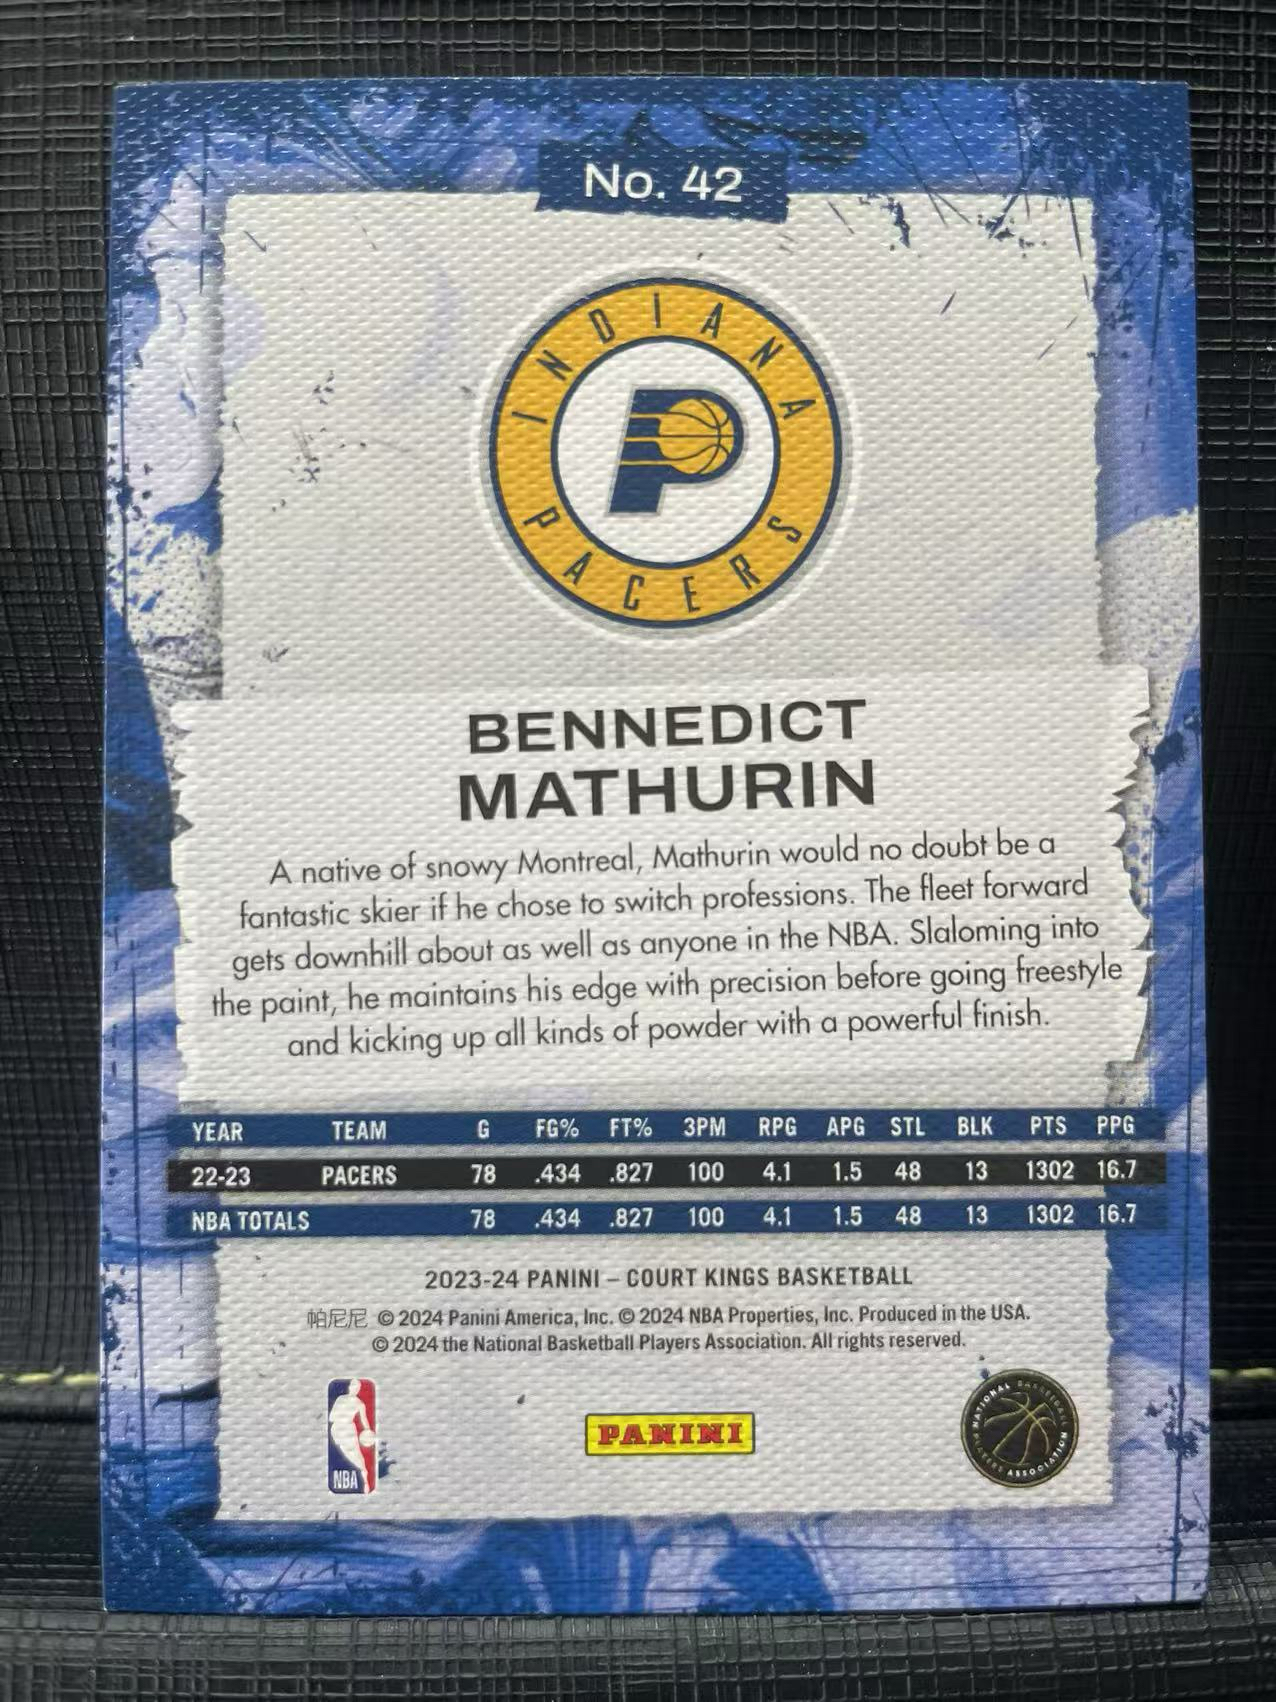 No. 42
INDIANA
PACERS
BENNEDICT
MATHURIN
A native of snowy Montreal, Mathurin would no doubt be a
fantastic skier if he chose to switch professions. The fleet forward
gets downhill about as well as anyone in the NBA. Slaloming into
the paint, he maintains his edge with precision before going freestyle
and kicking up all kinds of powder with a powerful finish.
YEAR TEAM G FG% FT% 3PM RPG APG STL BLK PTS PPG
22-23 PACERS 78 .434 .827 100 4.1 1.5 48 13 1302 16.7
NBA TOTALS 78 .434 .827 100 4.1 1.5 48 13 1302 16.7
2023-24 PANINI – COURT KINGS BASKETBALL
帕尼尼 © 2024 Panini America, Inc. © 2024 NBA Properties, Inc. Produced in the USA.
© 2024 the National Basketball Players Association. All rights reserved.
NBA
PANINI
NATIONAL BASKETBALL
PLAYERS ASSOCIATION